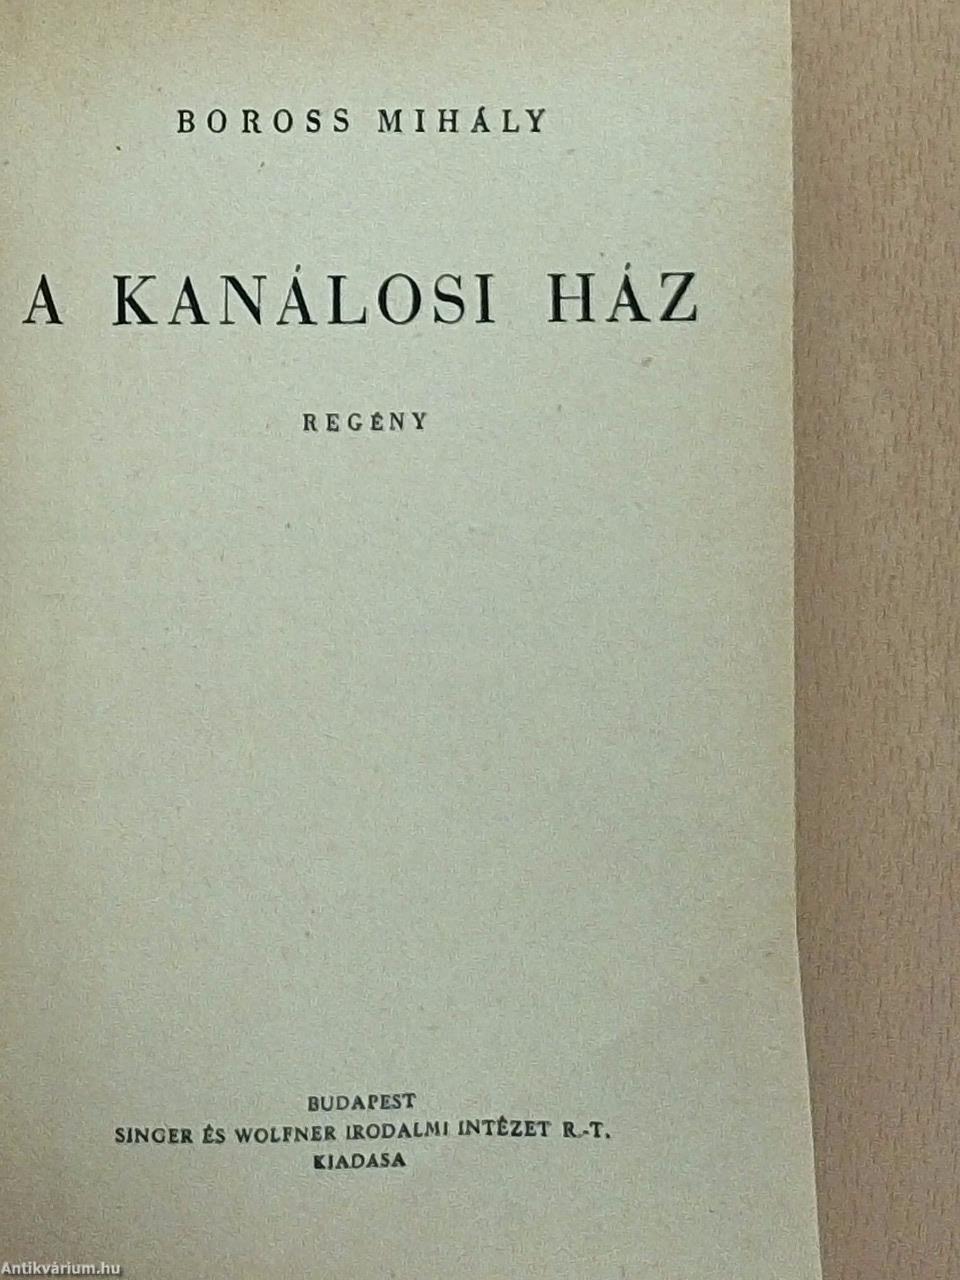 BOROSS MIHÁLY
A KANÁLOSI HÁZ
REGÉNY
BUDAPEST
SINGER ÉS WOLFNER IRODALMI INTÉZET R.-T.
KIADASA
Antikvárium.hu